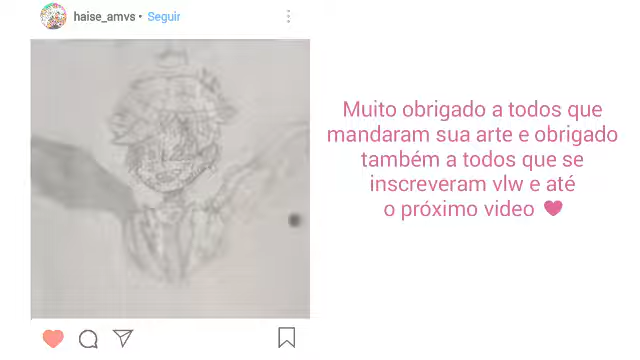 haise_amvs • Seguir
Muito obrigado a todos que
mandaram sua arte e obrigado
também a todos que se
inscreveram vlw e até
o próximo video